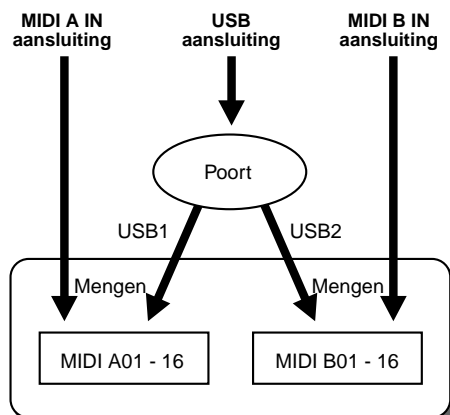 MIDI A IN
aansluiting
USB
aansluiting
MIDI B IN
aansluiting
Poort
USB1
USB2
Mengen
Mengen
MIDI A01 - 16
MIDI B01 - 16